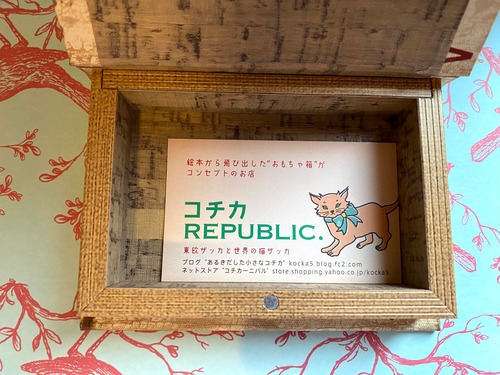 絵本から飛び出した"おもちゃ箱"が
コンセプトのお店
コチカ
REPUBLIC.
東欧ザッカと世界の猫ザッカ
ブログ "あるきだした小さなコチカ" kocka5.blog.fc2.com
ネットストア "コチカーニバル" store.shopping.yahoo.co.jp/kocka5